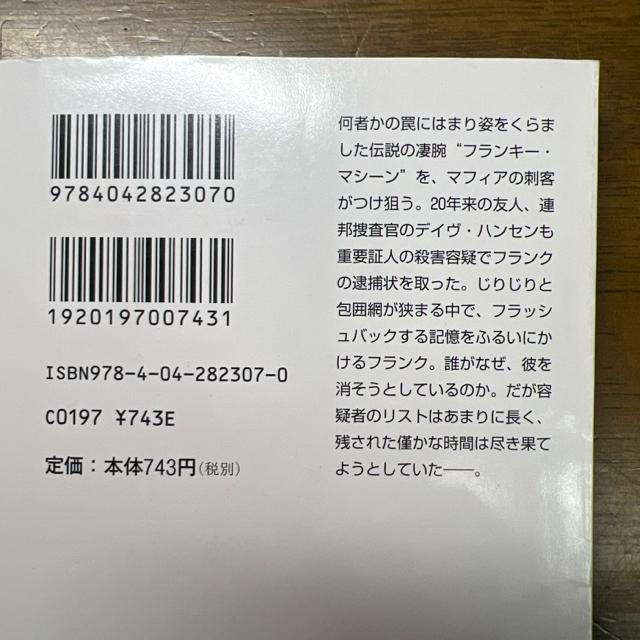 9784042823070
1920197007431
ISBN978-4-04-282307-0
C0197 ¥743E
定価：本体743円(税別)
何者かの罠にはまり姿をくらま
した伝説の凄腕“フランキー・
マシーン”を、マフィアの刺客
がつけ狙う。20年来の友人、連
邦捜査官のデイヴ・ハンセンも
重要証人の殺害容疑でフランク
の逮捕状を取った。じりじりと
包囲網が狭まる中で、フラッシ
ュバックする記憶をふるいにか
けるフランク。誰がなぜ、彼を
消そうとしているのか。だが容
疑者のリストはあまりに長く、
残された僅かな時間は尽き果て
ようとしていた――。